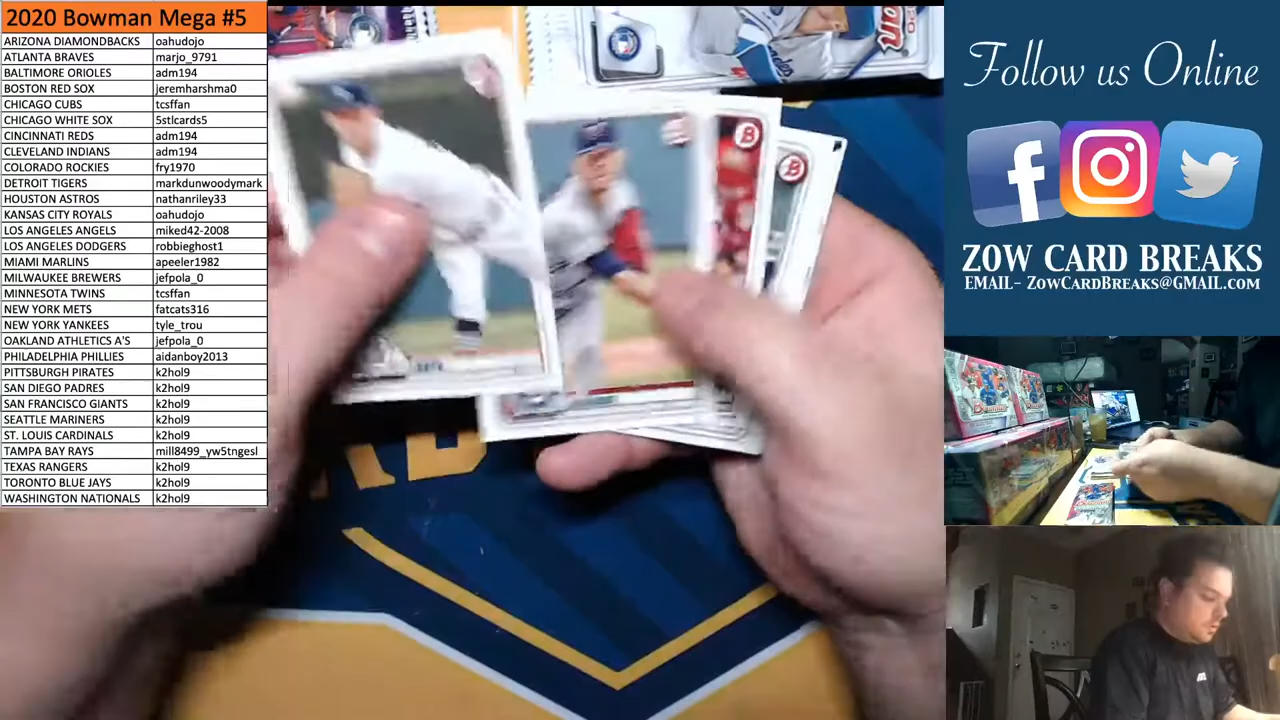 2020 Bowman Mega #5
ARIZONA DIAMONDBACKS oahudojo
ATLANTA BRAVES marjo_9791
BALTIMORE ORIOLES adm194
BOSTON RED SOX jeremharshma0
CHICAGO CUBS tcsffan
CHICAGO WHITE SOX 5stlcards5
CINCINNATI REDS adm194
CLEVELAND INDIANS adm194
COLORADO ROCKIES fry1970
DETROIT TIGERS markdunwoodymark
HOUSTON ASTROS nathanriley33
KANSAS CITY ROYALS oahudojo
LOS ANGELES ANGELS miked42-2008
LOS ANGELES DODGERS robbieghost1
MIAMI MARLINS apeeler1982
MILWAUKEE BREWERS jefpola_0
MINNESOTA TWINS tcsffan
NEW YORK METS fatcats316
NEW YORK YANKEES tyle_trou
OAKLAND ATHLETICS A'S jefpola_0
PHILADELPHIA PHILLIES aidanboy2013
PITTSBURGH PIRATES k2hol9
SAN DIEGO PADRES k2hol9
SAN FRANCISCO GIANTS k2hol9
SEATTLE MARINERS k2hol9
ST. LOUIS CARDINALS k2hol9
TAMPA BAY RAYS mill8499_yw5tngesl
TEXAS RANGERS k2hol9
TORONTO BLUE JAYS k2hol9
WASHINGTON NATIONALS k2hol9
Follow us Online
ZOW CARD BREAKS
EMAIL- ZowCardBreaks@GMAIL.com